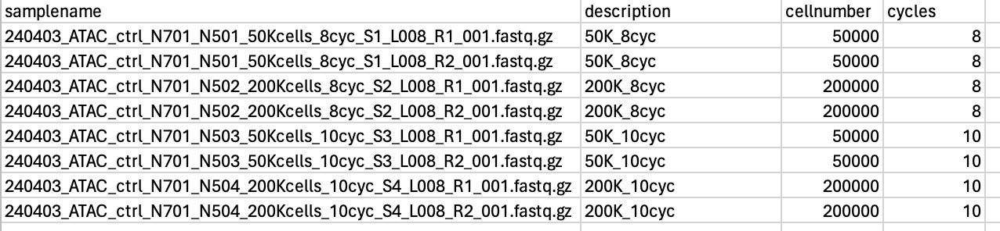 samplename description cellnumber cycles
240403_ATAC_ctrl_N701_N501_50Kcells_8cyc_S1_L008_R1_001.fastq.gz 50K_8cyc 50000 8
240403_ATAC_ctrl_N701_N501_50Kcells_8cyc_S1_L008_R2_001.fastq.gz 50K_8cyc 50000 8
240403_ATAC_ctrl_N701_N502_200Kcells_8cyc_S2_L008_R1_001.fastq.gz 200K_8cyc 200000 8
240403_ATAC_ctrl_N701_N502_200Kcells_8cyc_S2_L008_R2_001.fastq.gz 200K_8cyc 200000 8
240403_ATAC_ctrl_N701_N503_50Kcells_10cyc_S3_L008_R1_001.fastq.gz 50K_10cyc 50000 10
240403_ATAC_ctrl_N701_N503_50Kcells_10cyc_S3_L008_R2_001.fastq.gz 50K_10cyc 50000 10
240403_ATAC_ctrl_N701_N504_200Kcells_10cyc_S4_L008_R1_001.fastq.gz 200K_10cyc 200000 10
240403_ATAC_ctrl_N701_N504_200Kcells_10cyc_S4_L008_R2_001.fastq.gz 200K_10cyc 200000 10